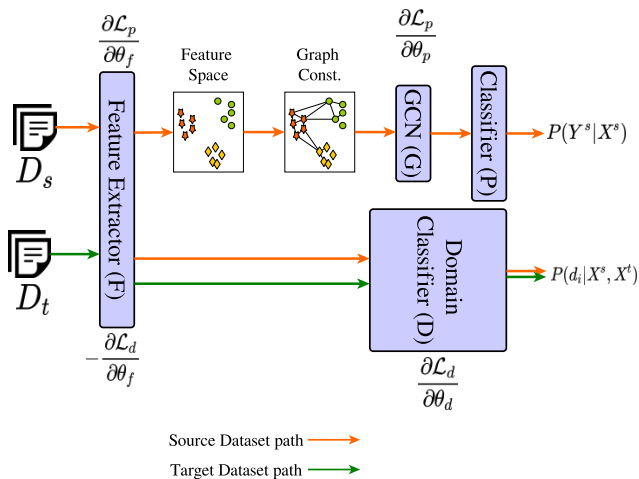 ∂ℒ_p/∂θ_f
∂ℒ_p/∂θ_p
Feature
Space
Graph
Const.
D_s
Feature Extractor (F)
GCN (G)
Classifier (P)
P(Y^s|X^s)
D_t
Domain
Classifier (D)
P(d_i|X^s, X^t)
−∂ℒ_d/∂θ_f
∂ℒ_d/∂θ_d
Source Dataset path
Target Dataset path